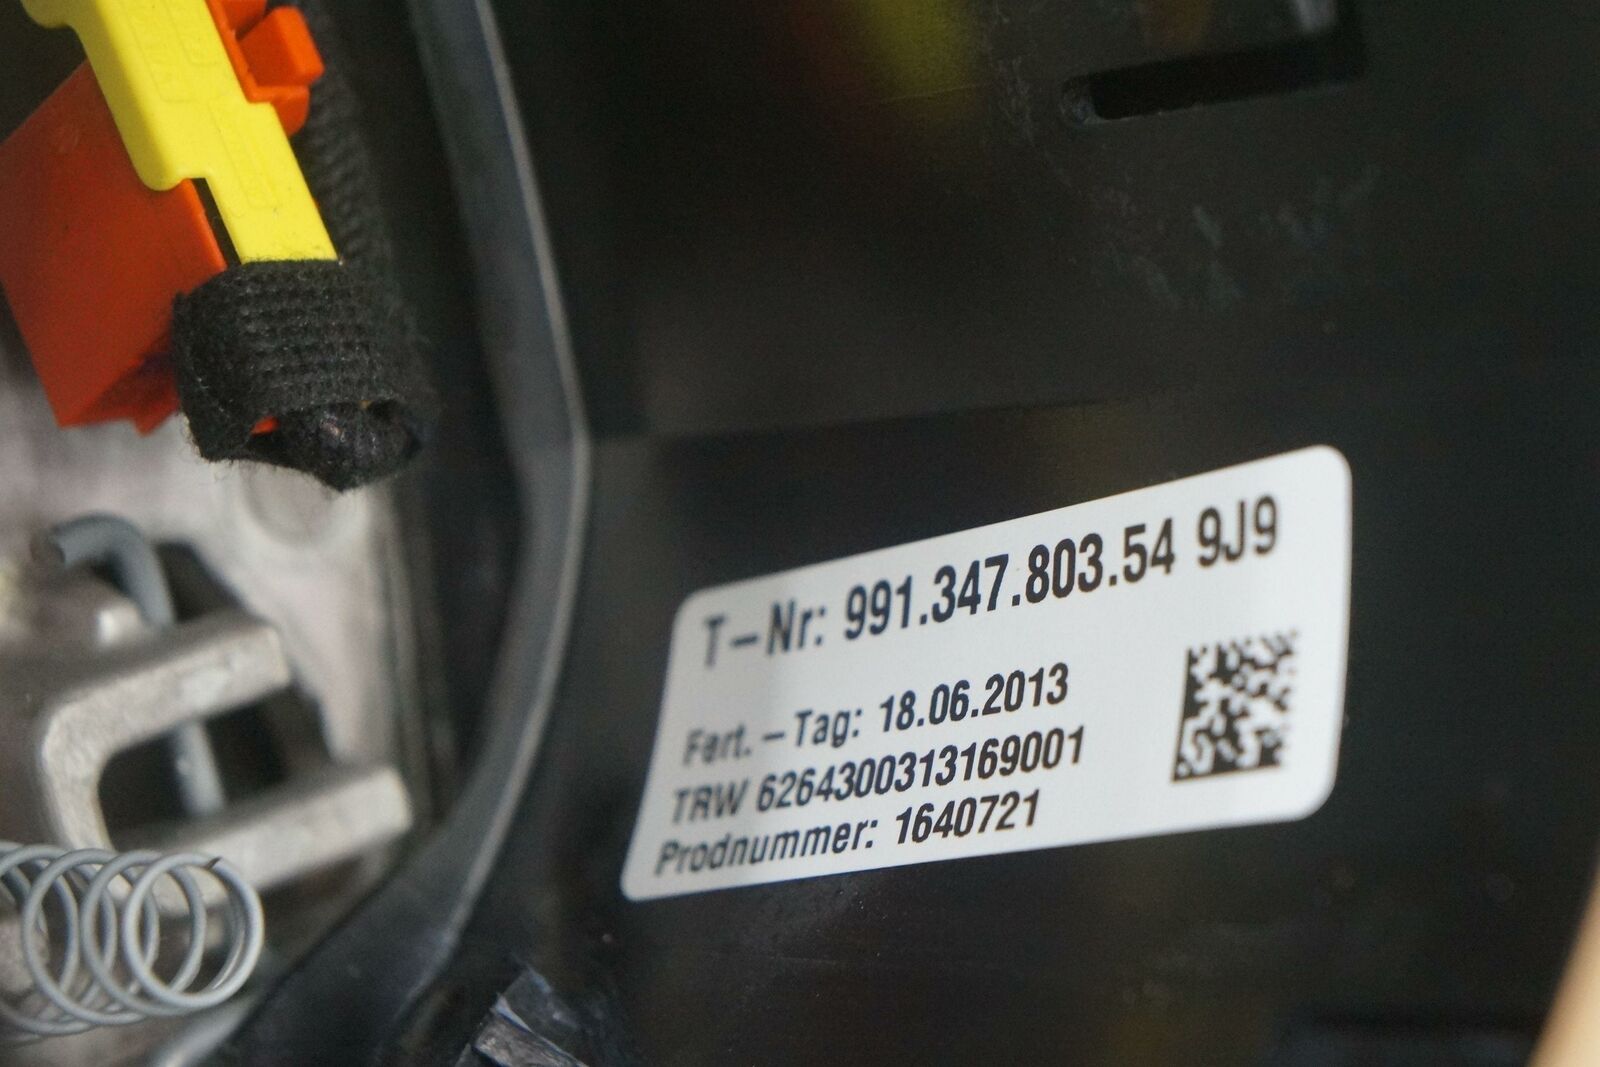 T-Nr: 991.347.803.54 9J9
Fert. - Tag: 18.06.2013
TRW 6264300313169001
Prodnummer: 1640721